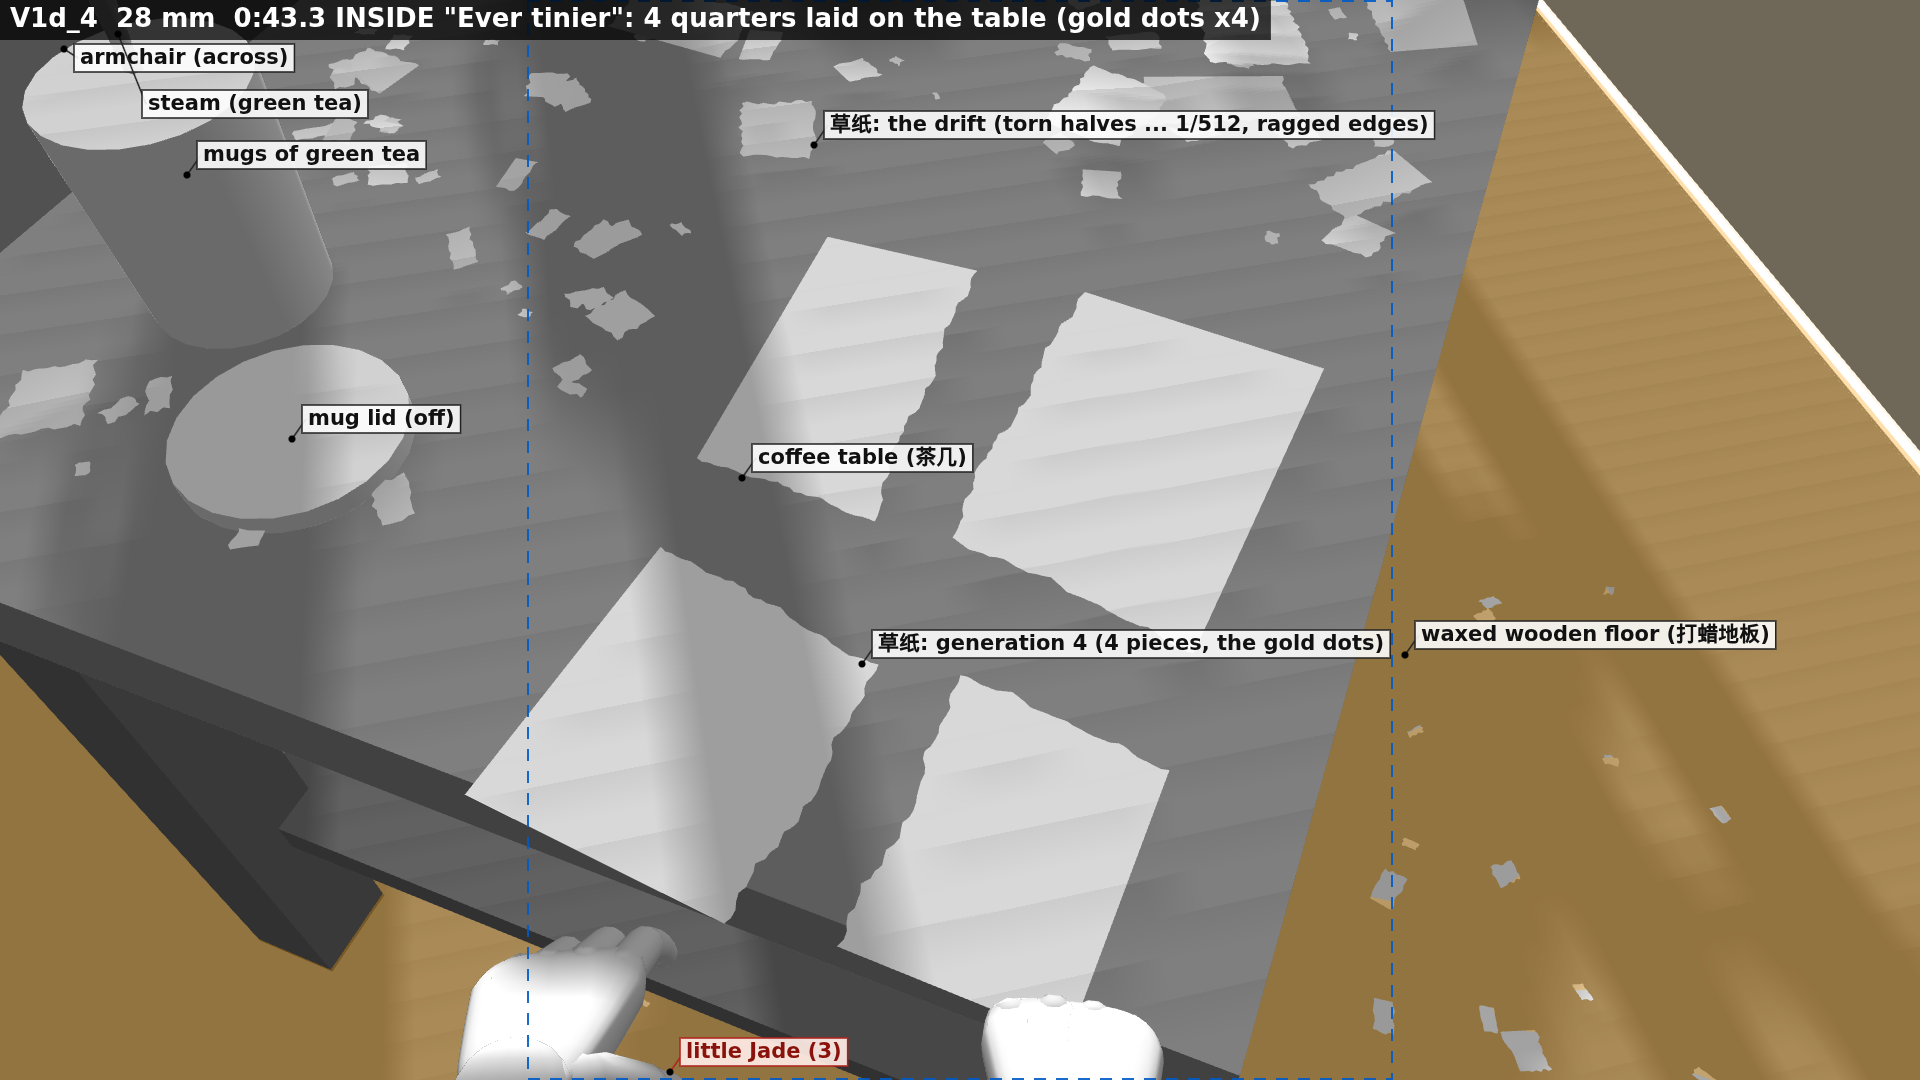 V1d_4  28 mm  0:43.3 INSIDE "Ever tinier": 4 quarters laid on the table (gold dots x4)
armchair (across)
steam (green tea)
草纸: the drift (torn halves ... 1/512, ragged edges)
mugs of green tea
mug lid (off)
coffee table (茶几)
waxed wooden floor (打蜡地板)
草纸: generation 4 (4 pieces, the gold dots)
little Jade (3)